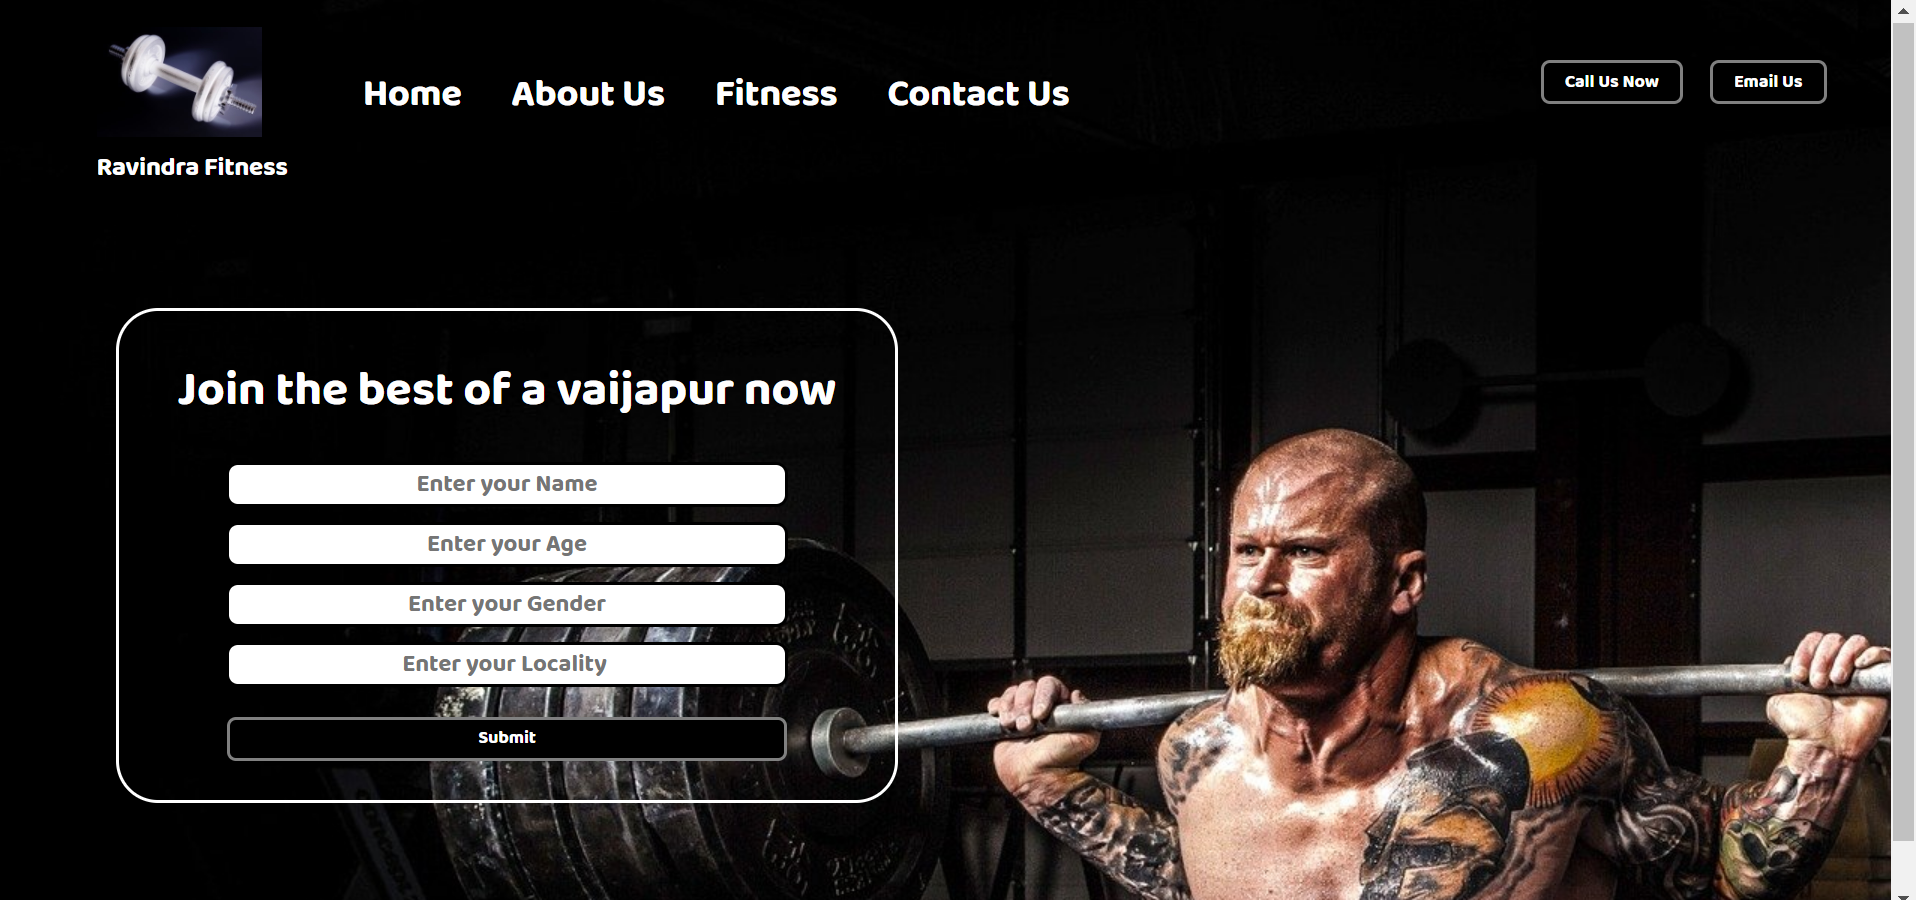 Home About Us Fitness Contact Us
Call Us Now Email Us
Ravindra Fitness
Join the best of a vaijapur now
Enter your Name
Enter your Age
Enter your Gender
Enter your Locality
Submit